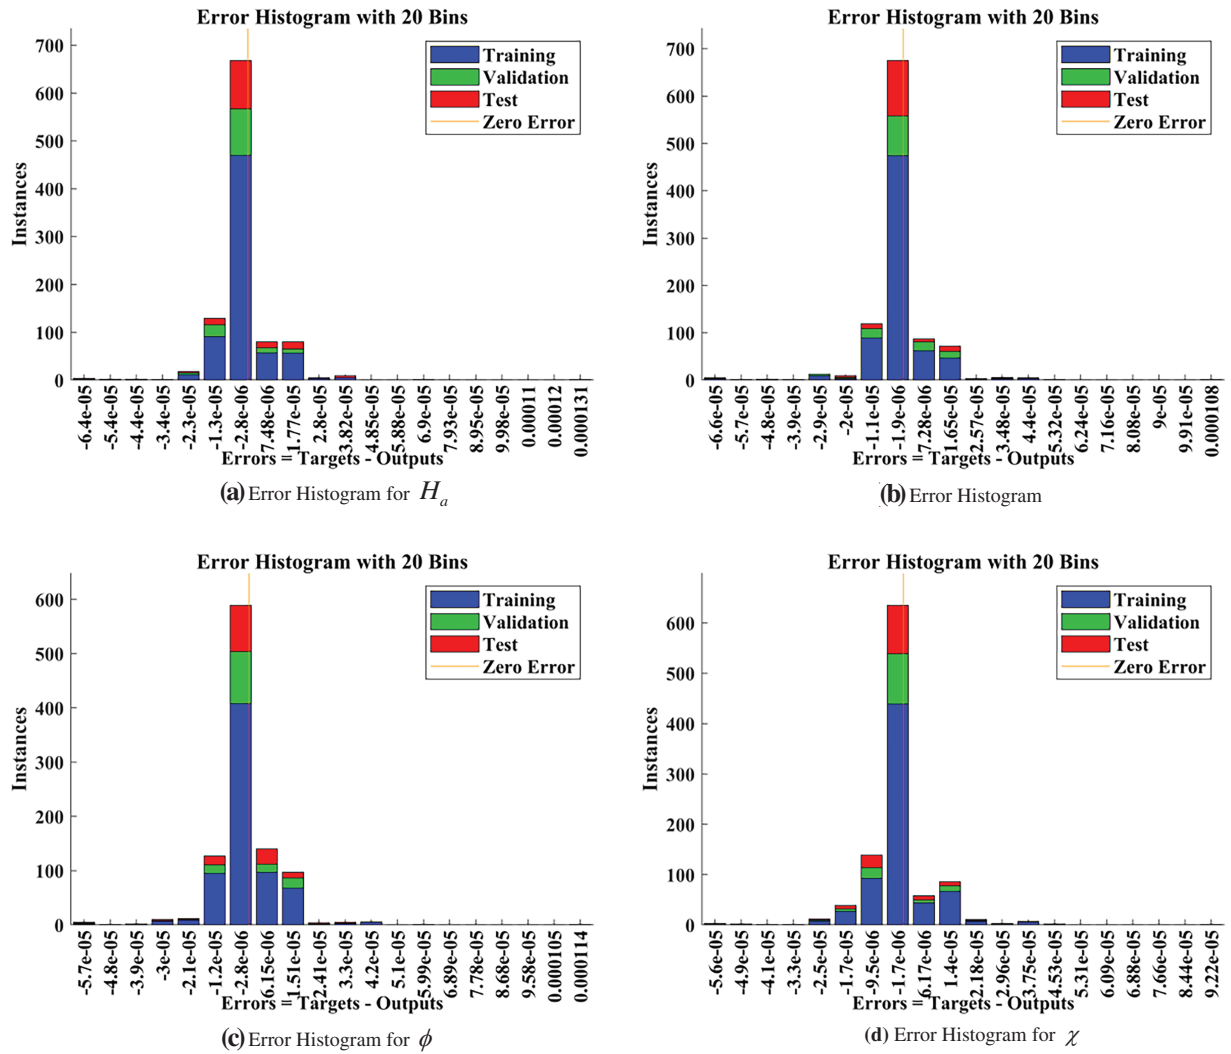 Error Histogram with 20 Bins
700
600
500
400
300
200
100
0
Instances
Training
Validation
Test
Zero Error
-6.4e-05
-5.4e-05
-4.4e-05
-3.4e-05
-2.3e-05
-1.3e-05
-2.8e-06
7.48e-06
1.77e-05
2.8e-05
3.82e-05
4.85e-05
5.88e-05
6.9e-05
7.93e-05
8.95e-05
9.98e-05
0.00011
0.00012
0.000131
Errors = Targets - Outputs
(a) Error Histogram for H_a
Error Histogram with 20 Bins
700
600
500
400
300
200
100
0
Instances
Training
Validation
Test
Zero Error
-6.6e-05
-5.7e-05
-4.8e-05
-3.9e-05
-2.9e-05
-2e-05
-1.1e-05
-1.9e-06
7.28e-06
1.65e-05
2.57e-05
3.48e-05
4.4e-05
5.32e-05
6.24e-05
7.16e-05
8.08e-05
9e-05
9.91e-05
0.000108
Errors = Targets - Outputs
(b) Error Histogram
Error Histogram with 20 Bins
600
500
400
300
200
100
0
Instances
Training
Validation
Test
Zero Error
-5.7e-05
-4.8e-05
-3.9e-05
-3e-05
-2.1e-05
-1.2e-05
-2.8e-06
6.15e-06
1.51e-05
2.41e-05
3.3e-05
4.2e-05
5.1e-05
5.99e-05
6.89e-05
7.78e-05
8.68e-05
9.58e-05
0.000105
0.000114
Errors = Targets - Outputs
(c) Error Histogram for ϕ
Error Histogram with 20 Bins
600
500
400
300
200
100
0
Instances
Training
Validation
Test
Zero Error
-5.6e-05
-4.9e-05
-4.1e-05
-3.3e-05
-2.5e-05
-1.7e-05
-9.5e-06
-1.7e-06
6.17e-06
1.4e-05
2.18e-05
2.96e-05
3.75e-05
4.53e-05
5.31e-05
6.09e-05
6.88e-05
7.66e-05
8.44e-05
9.22e-05
Errors = Targets - Outputs
(d) Error Histogram for χ